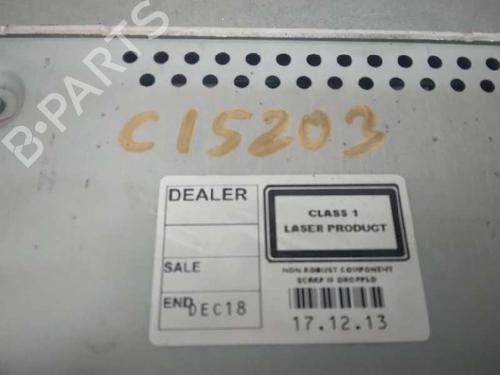 B-PARTS
C15203
DEALER
CLASS 1
LASER PRODUCT
SALE
NON-ROBUST COMPONENT
SCRAP IF DROPPED
END DEC18
17.12.13